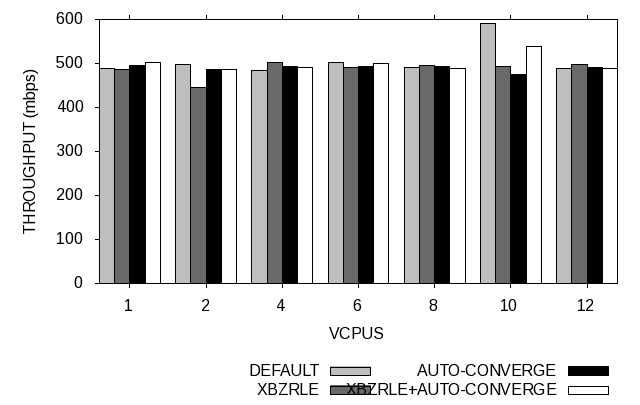 600
500
400
300
200
100
0
THROUGHPUT (mbps)
1 2 4 6 8 10 12
VCPUS
DEFAULT AUTO-CONVERGE
XBZRLE XBZRLE+AUTO-CONVERGE